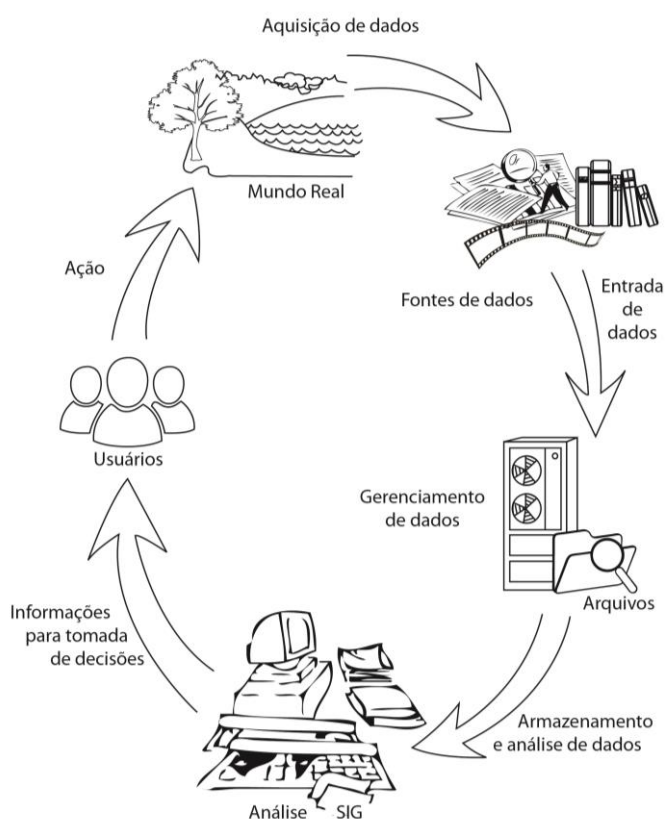 Aquisição de dados
Mundo Real
Fontes de dados
Entrada
de
dados
Gerenciamento
de dados
Arquivos
Armazenamento
e análise de dados
Análise SIG
Informações
para tomada
de decisões
Usuários
Ação